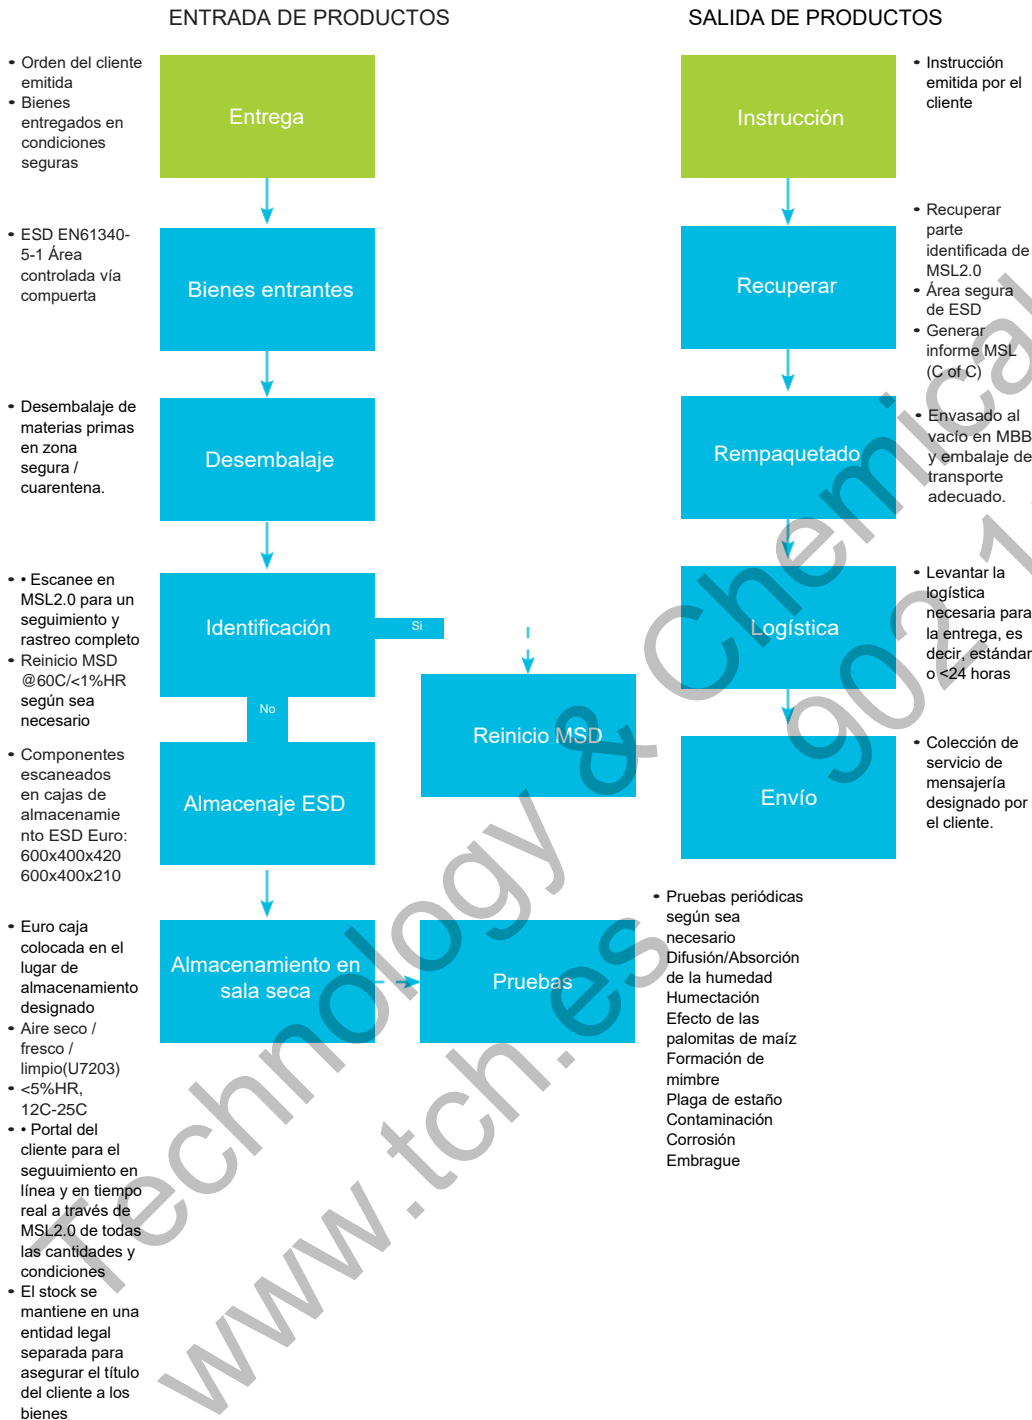 ENTRADA DE PRODUCTOS
• Orden del cliente
emitida
• Bienes
entregados en
condiciones
seguras
Entrega
• ESD EN61340-
5-1 Área
controlada vía
compuerta
Bienes entrantes
• Desembalaje de
materias primas
en zona
segura /
cuarentena.
Desembalaje
• • Escanee en
MSL2.0 para un
seguimiento y
rastreo completo
• Reinicio MSD
@60C/<1%HR
según sea
necesario
Identificación
Si
No
Reinicio MSD
• Componentes
escaneados
en cajas de
almacenamie
nto ESD Euro:
600x400x420
600x400x210
Almacenaje ESD
• Euro caja
colocada en el
lugar de
almacenamiento
designado
• Aire seco /
fresco /
limpio(U7203)
• <5%HR,
12C-25C
• • Portal del
cliente para el
seguuimiento en
línea y en tiempo
real a través de
MSL2.0 de todas
las cantidades y
condiciones
• El stock se
mantiene en una
entidad legal
separada para
asegurar el título
del cliente a los
bienes
Almacenamiento en
sala seca
Pruebas
• Pruebas periódicas
según sea
necesario
Difusión/Absorción
de la humedad
Humectación
Efecto de las
palomitas de maíz
Formación de
mimbre
Plaga de estaño
Contaminación
Corrosión
Embrague
SALIDA DE PRODUCTOS
Instrucción
• Instrucción
emitida por el
cliente
Recuperar
• Recuperar
parte
identificada de
MSL2.0
• Área segura
de ESD
• Generar
informe MSL
(C of C)
Rempaquetado
• Envasado al
vacío en MBB
y embalaje de
transporte
adecuado.
Logística
• Levantar la
logística
necesaria para
la entrega, es
decir, estándar
o <24 horas
Envío
• Colección de
servicio de
mensajería
designado por
el cliente.
Technology & Chemical
www.tch.es
902 1